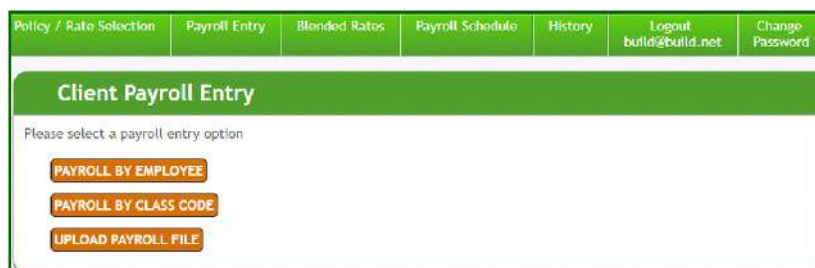 Policy / Rate Selection
Payroll Entry
Blended Rates
Payroll Schedule
History
Logout
build@build.net
Change
Password
Client Payroll Entry
Please select a payroll entry option
PAYROLL BY EMPLOYEE
PAYROLL BY CLASS CODE
UPLOAD PAYROLL FILE